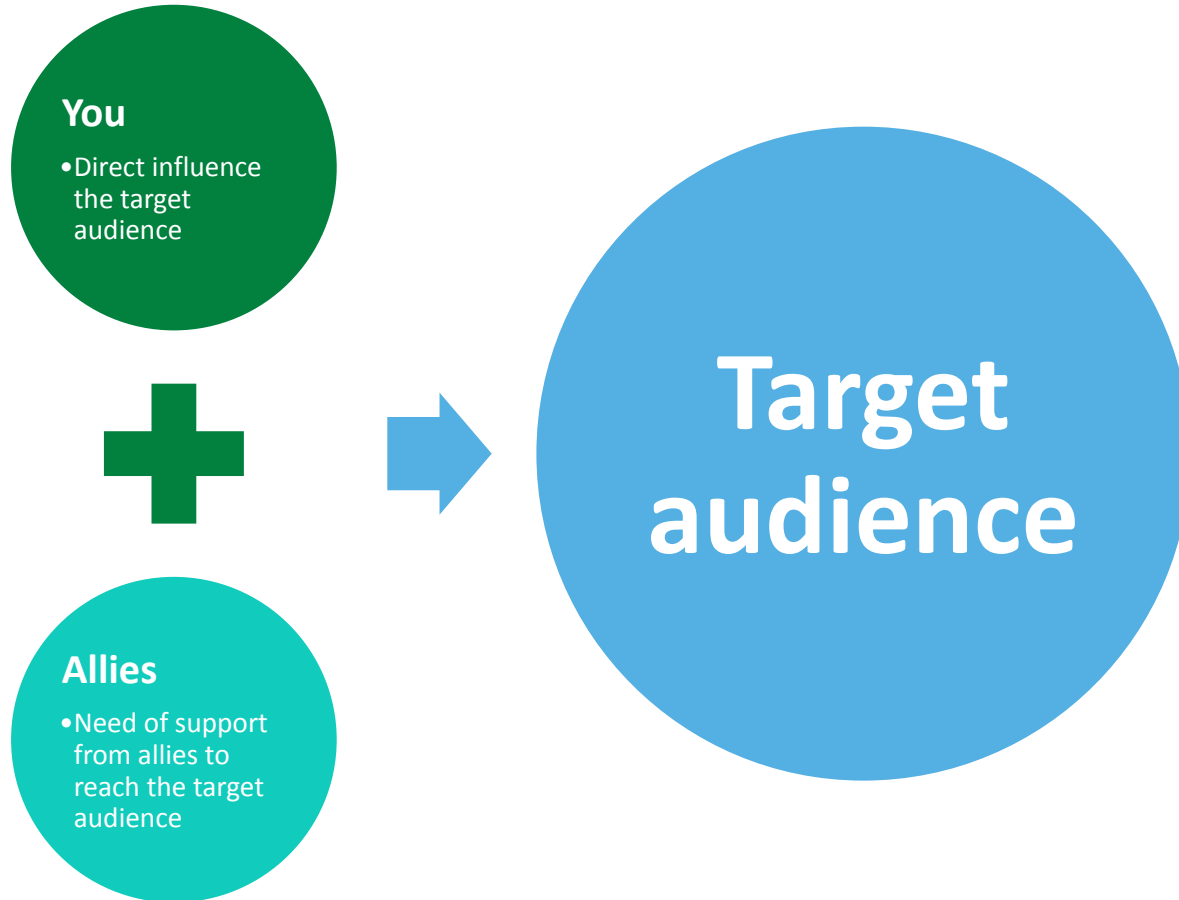 You
•Direct influence
the target
audience
Allies
•Need of support
from allies to
reach the target
audience
Target
audience